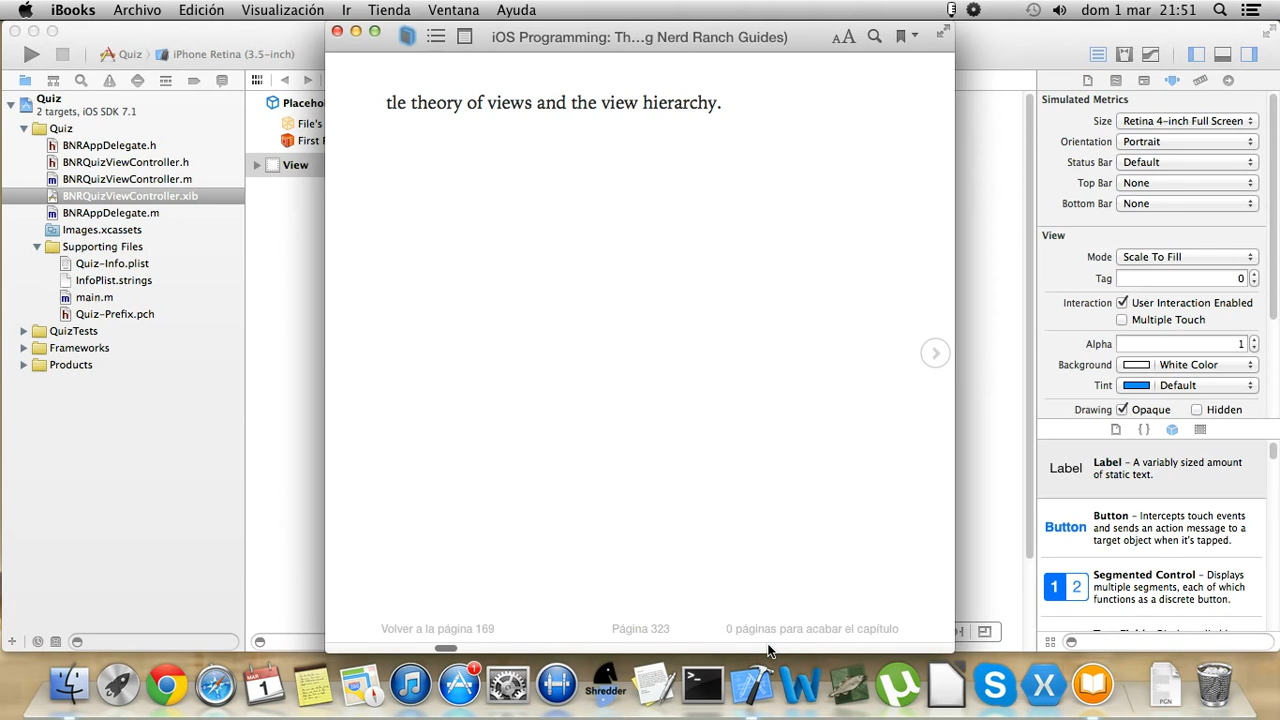 iBooks Archivo Edición Visualización Ir Tienda Ventana Ayuda dom 1 mar 21:51
Quiz iPhone Retina (3.5-inch)
iOS Programming: Th…g Nerd Ranch Guides)
AA
Quiz
2 targets, iOS SDK 7.1
Quiz
BNRAppDelegate.h
BNRQuizViewController.h
BNRQuizViewController.m
BNRQuizViewController.xib
BNRAppDelegate.m
Images.xcassets
Supporting Files
Quiz-Info.plist
InfoPlist.strings
main.m
Quiz-Prefix.pch
QuizTests
Frameworks
Products
Placeho
File's
First R
View
tle theory of views and the view hierarchy.
Volver a la página 169 Página 323 0 páginas para acabar el capítulo
Simulated Metrics
Size Retina 4-inch Full Screen
Orientation Portrait
Status Bar Default
Top Bar None
Bottom Bar None
View
Mode Scale To Fill
Tag 0
Interaction User Interaction Enabled
Multiple Touch
Alpha 1
Background White Color
Tint Default
Drawing Opaque Hidden
Label Label – A variably sized amount
of static text.
Button Button – Intercepts touch events
and sends an action message to a
target object when it's tapped.
1 2 Segmented Control – Displays
multiple segments, each of which
functions as a discrete button.
MAR
1
1
Shredder
PCN